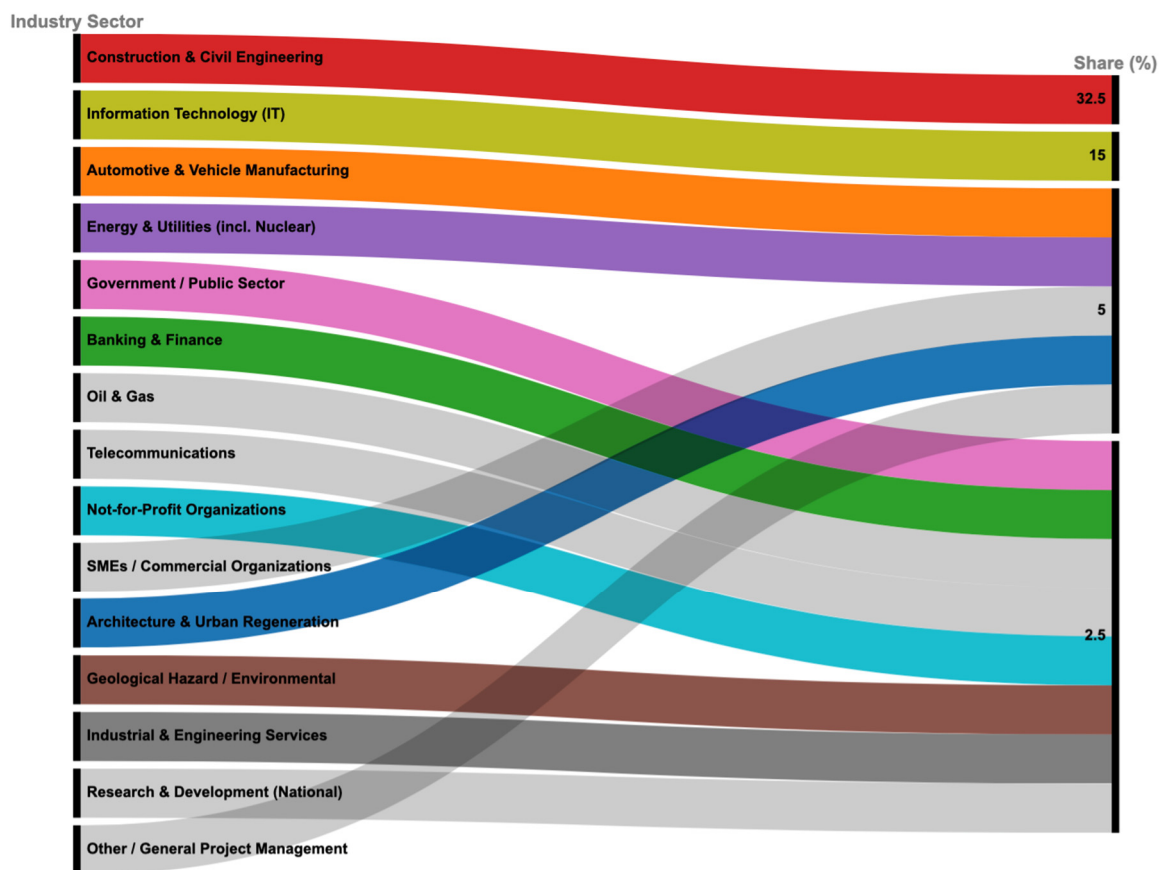 Industry Sector
Share (%)
Construction & Civil Engineering
32.5
Information Technology (IT)
15
Automotive & Vehicle Manufacturing
Energy & Utilities (incl. Nuclear)
Government / Public Sector
5
Banking & Finance
Oil & Gas
Telecommunications
Not-for-Profit Organizations
SMEs / Commercial Organizations
Architecture & Urban Regeneration
2.5
Geological Hazard / Environmental
Industrial & Engineering Services
Research & Development (National)
Other / General Project Management